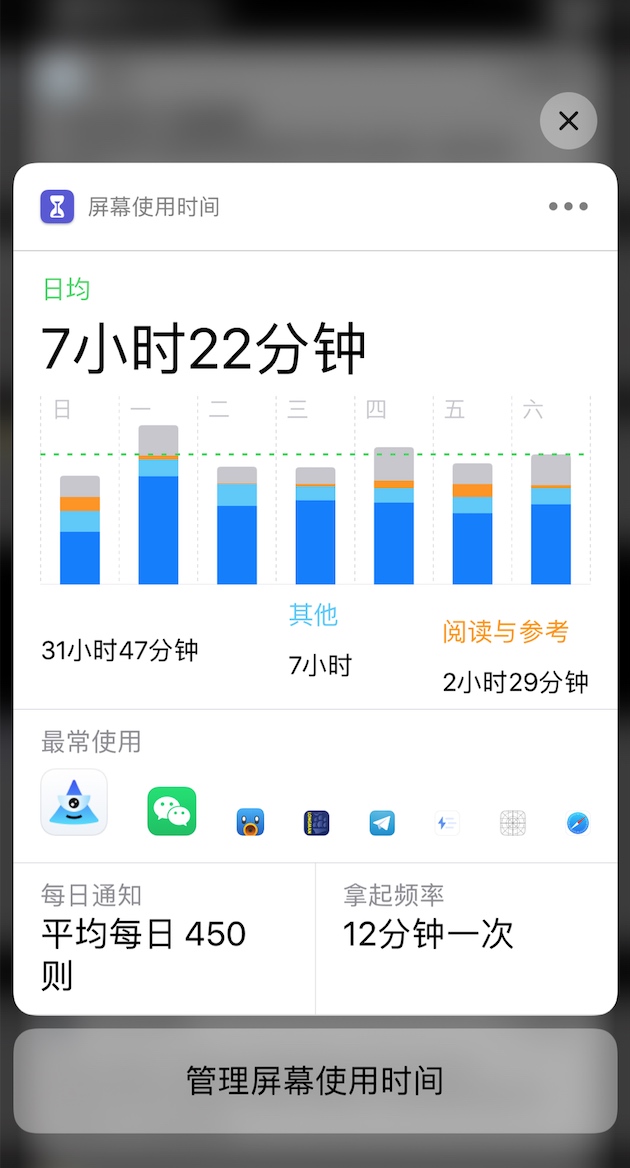 屏幕使用时间
日均
7小时22分钟
日 一 二 三 四 五 六
其他
阅读与参考
31小时47分钟
7小时
2小时29分钟
最常使用
每日通知
平均每日 450
则
拿起频率
12分钟一次
管理屏幕使用时间